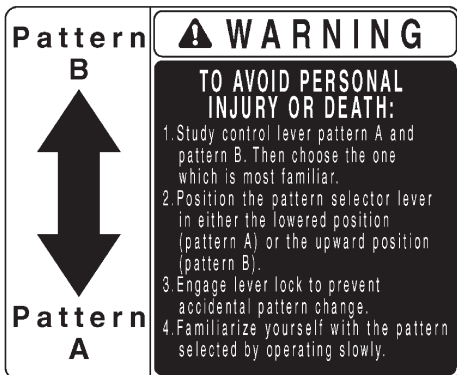 Pattern
B
Pattern
A
WARNING
TO AVOID PERSONAL
INJURY OR DEATH:
1.Study control lever pattern A and
pattern B. Then choose the one
which is most familiar.
2.Position the pattern selector lever
in either the lowered position
(pattern A) or the upward position
(pattern B).
3.Engage lever lock to prevent
accidental pattern change.
4.Familiarize yourself with the pattern
selected by operating slowly.